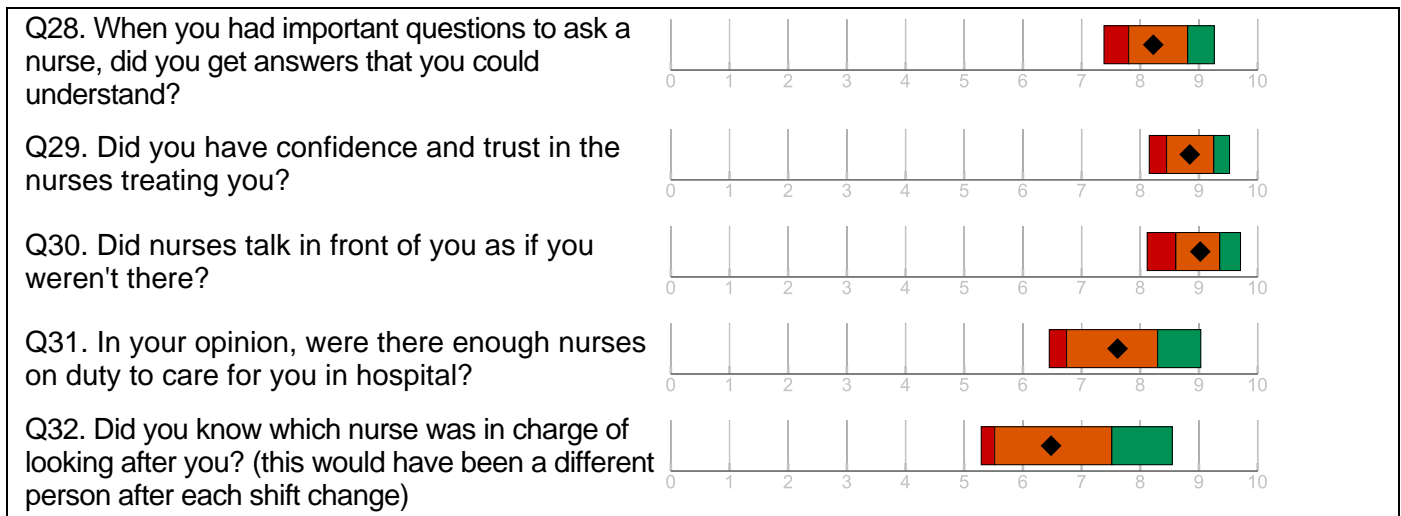 Q28. When you had important questions to ask a
nurse, did you get answers that you could
understand?
0 1 2 3 4 5 6 7 8 9 10
Q29. Did you have confidence and trust in the
nurses treating you?
0 1 2 3 4 5 6 7 8 9 10
Q30. Did nurses talk in front of you as if you
weren't there?
0 1 2 3 4 5 6 7 8 9 10
Q31. In your opinion, were there enough nurses
on duty to care for you in hospital?
0 1 2 3 4 5 6 7 8 9 10
Q32. Did you know which nurse was in charge of
looking after you? (this would have been a different
person after each shift change)
0 1 2 3 4 5 6 7 8 9 10